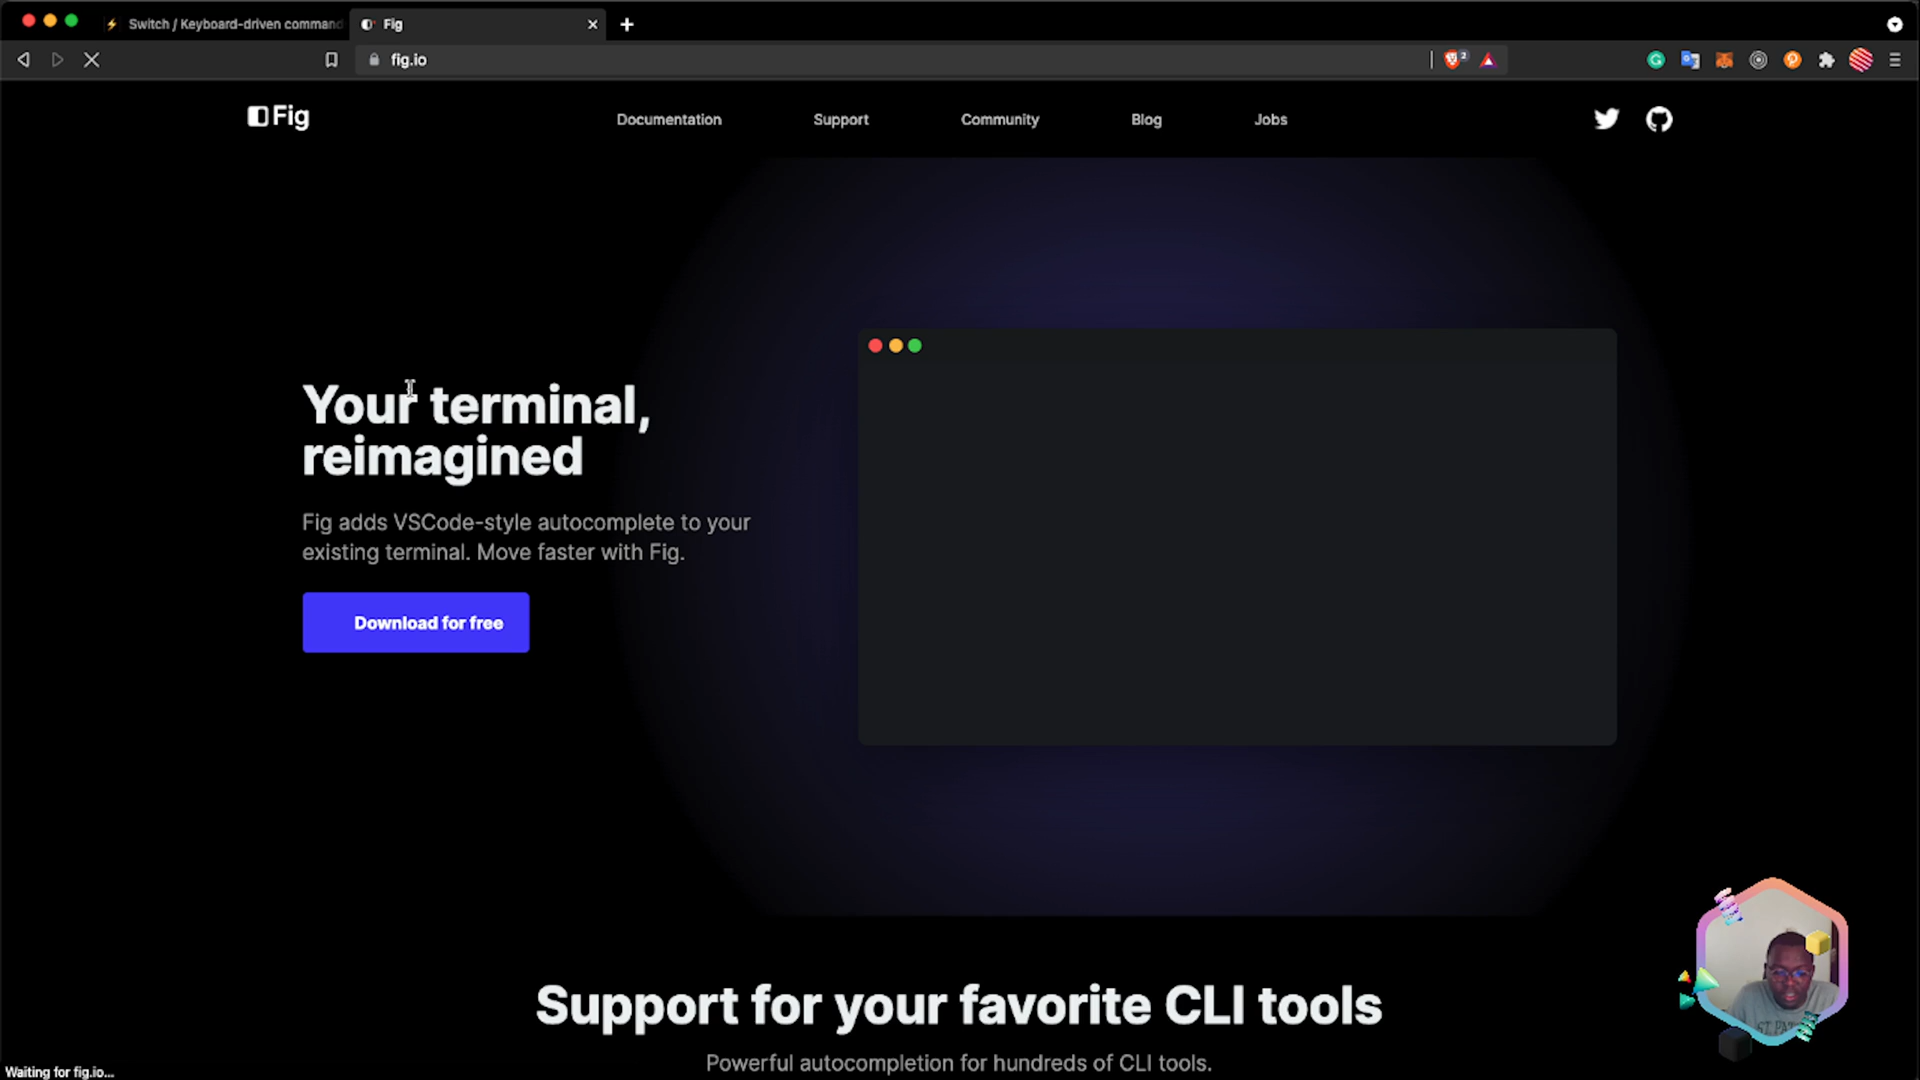 Switch / Keyboard-driven command
Fig
fig.io
2
Fig
Documentation
Support
Community
Blog
Jobs
Your terminal,
reimagined
Fig adds VSCode-style autocomplete to your
existing terminal. Move faster with Fig.
Download for free
Support for your favorite CLI tools
Powerful autocompletion for hundreds of CLI tools.
Waiting for fig.io...